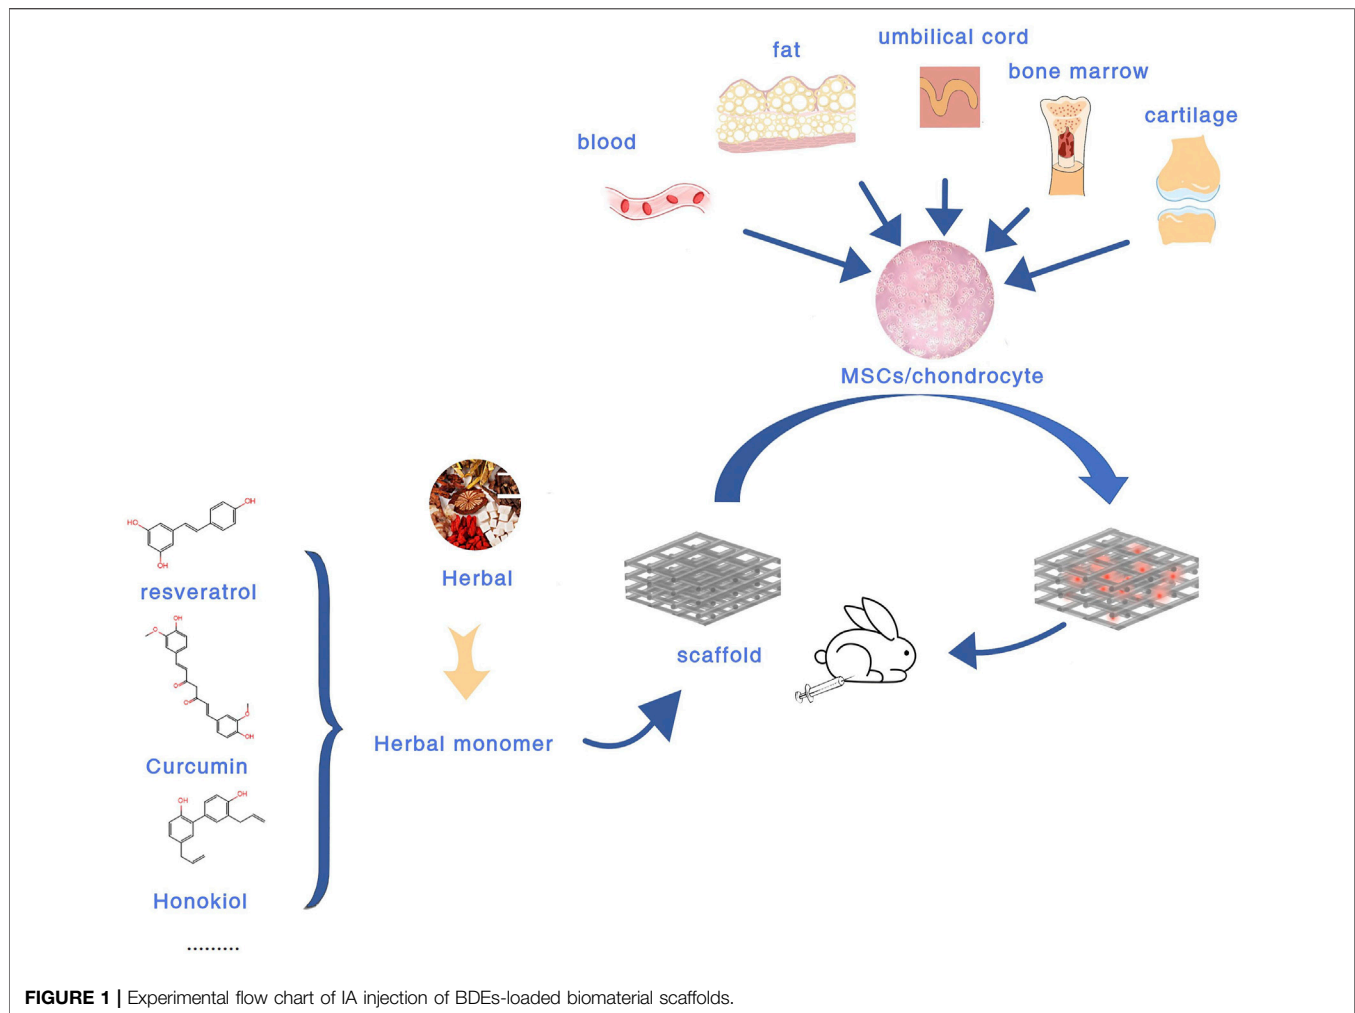 fat
umbilical cord
bone marrow
cartilage
blood
MSCs/chondrocyte
OH
HO
OH
resveratrol
Herbal
OH
O
O
O
O
OH
scaffold
Herbal monomer
Curcumin
OH
OH
Honokiol
.........
FIGURE 1 | Experimental flow chart of IA injection of BDEs-loaded biomaterial scaffolds.